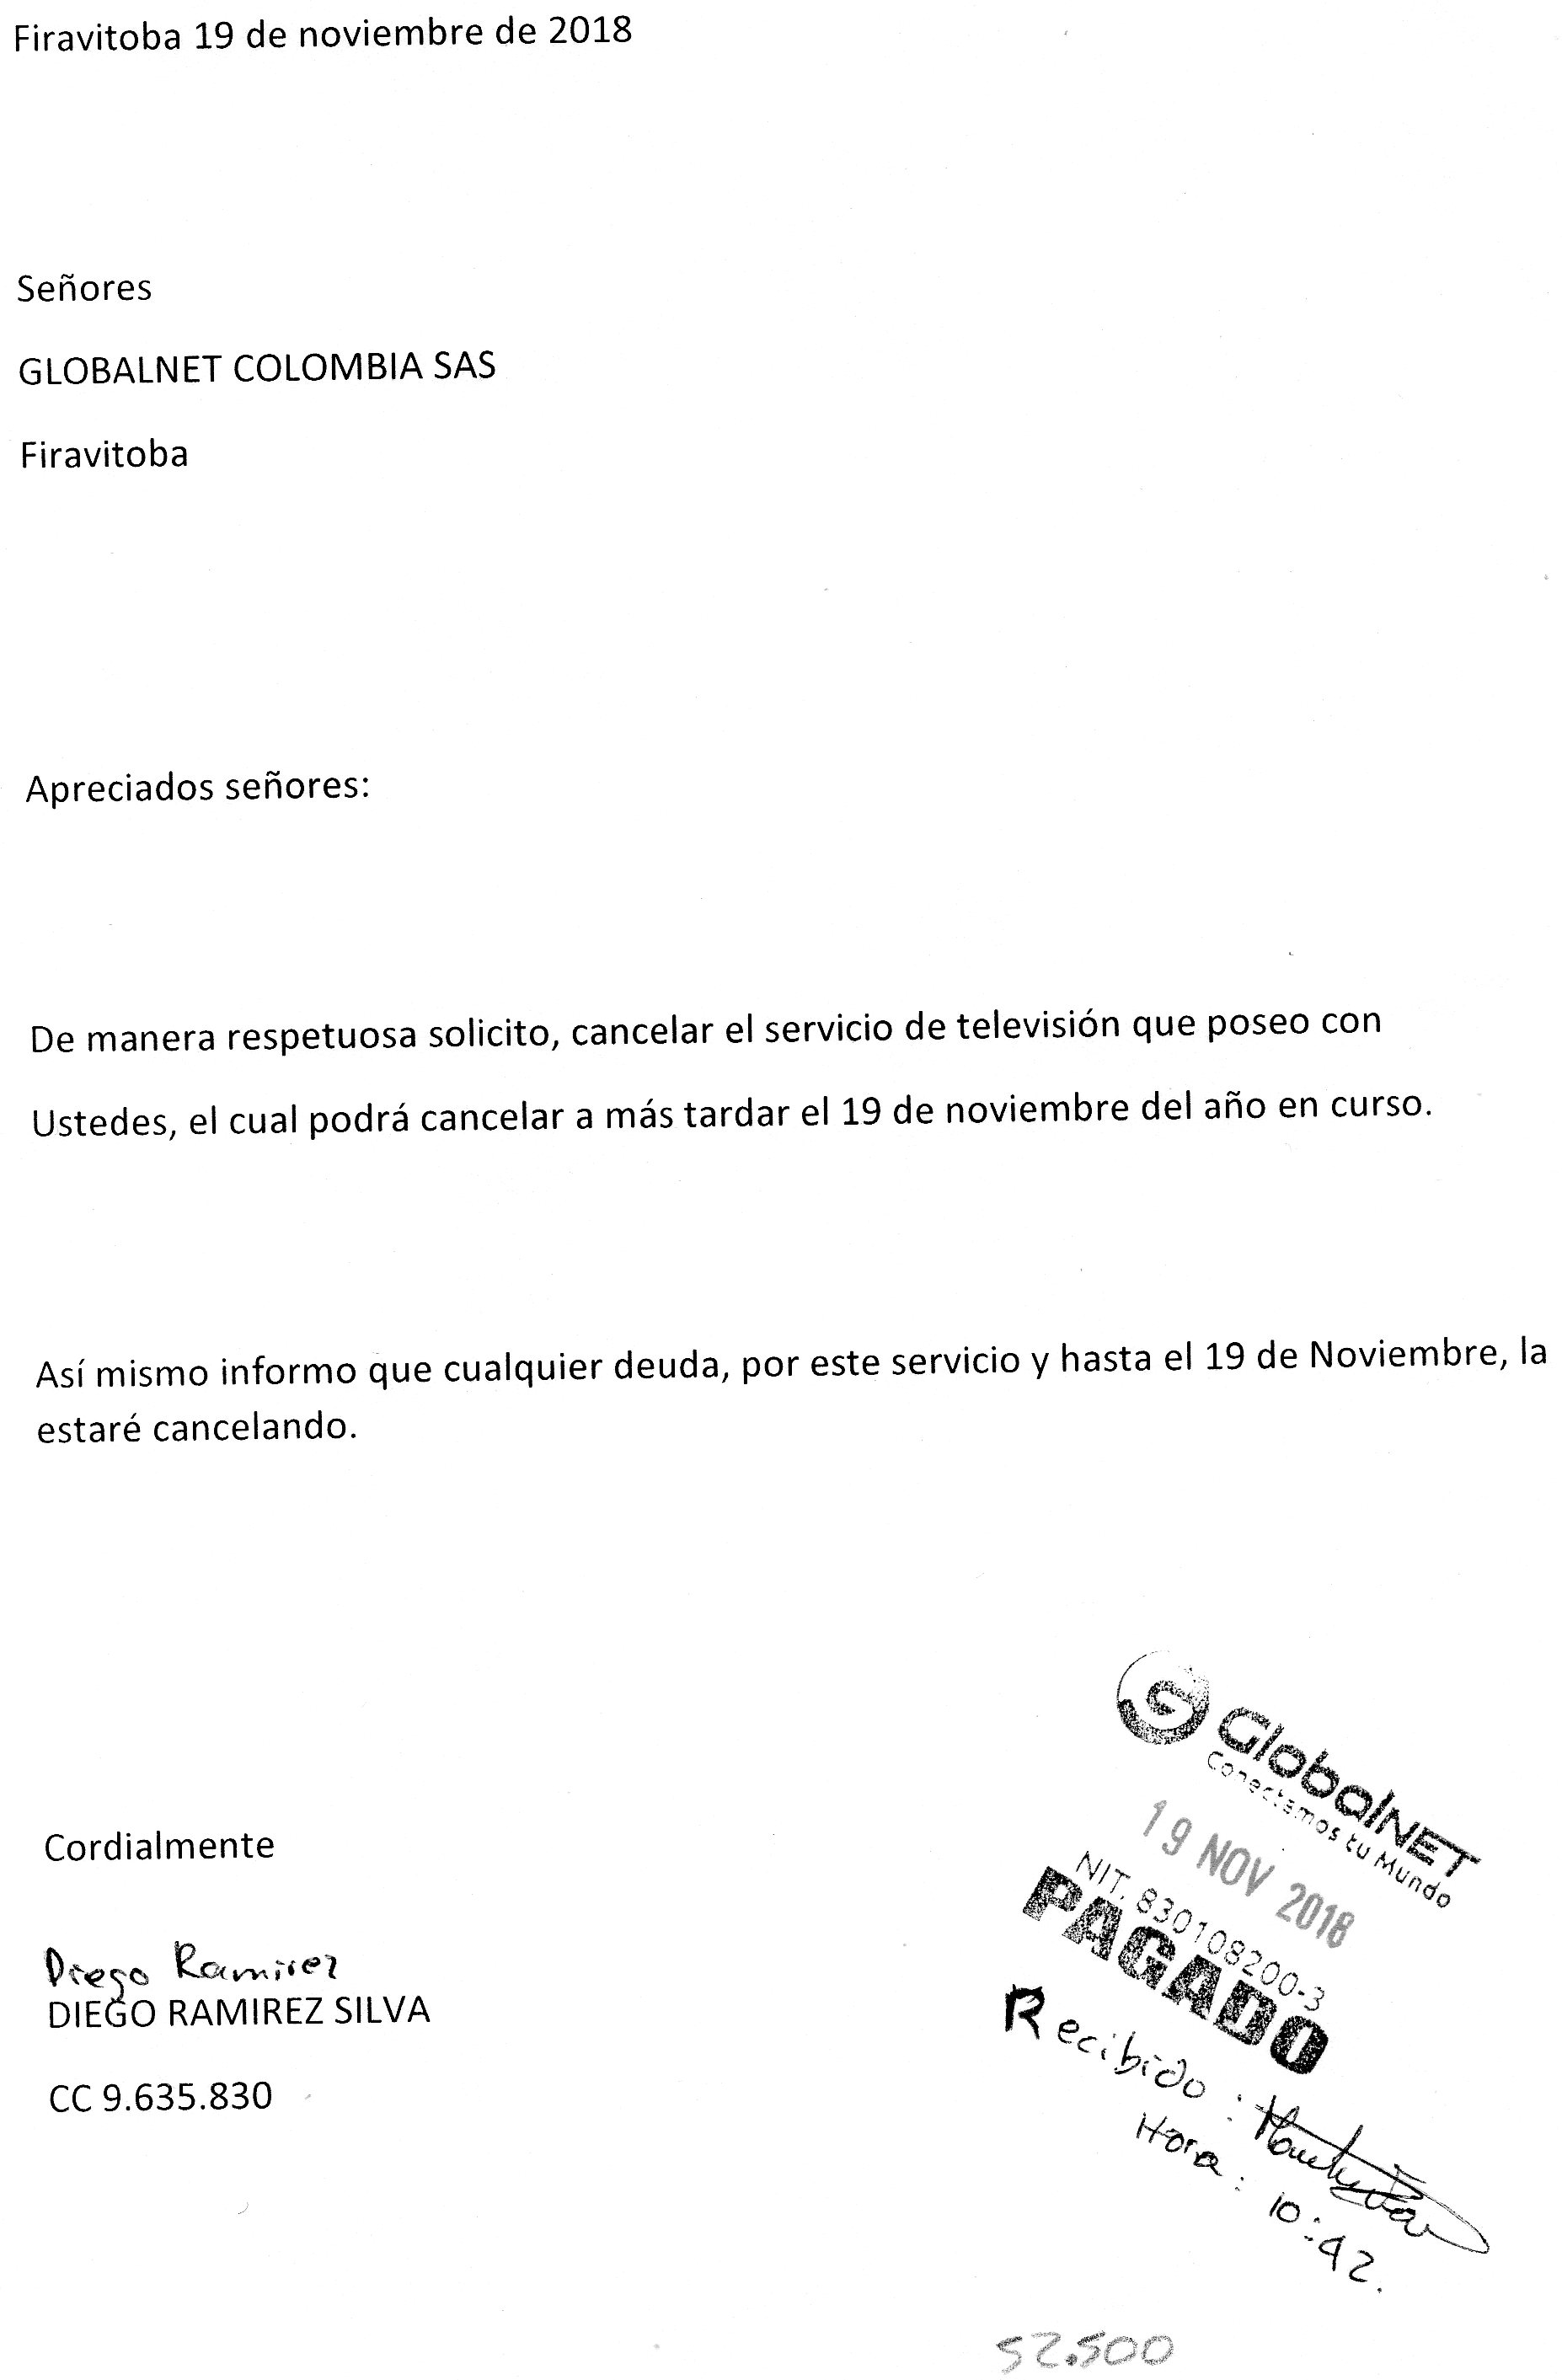 Firavitoba 19 de noviembre de 2018
Señores
GLOBALNET COLOMBIA SAS
Firavitoba
Apreciados señores:
De manera respetuosa solicito, cancelar el servicio de televisión que poseo con
Ustedes, el cual podrá cancelar a más tardar el 19 de noviembre del año en curso.
Así mismo informo que cualquier deuda, por este servicio y hasta el 19 de Noviembre, la
estaré cancelando.
Cordialmente
Diego Ramirez
DIEGO RAMIREZ SILVA
CC 9.635.830
GlobalNET
Conectamos tu Mundo
19 NOV 2018
NIT. 830108200-3
PAGADO
Recibido:
Hora: 10:42.
52.500